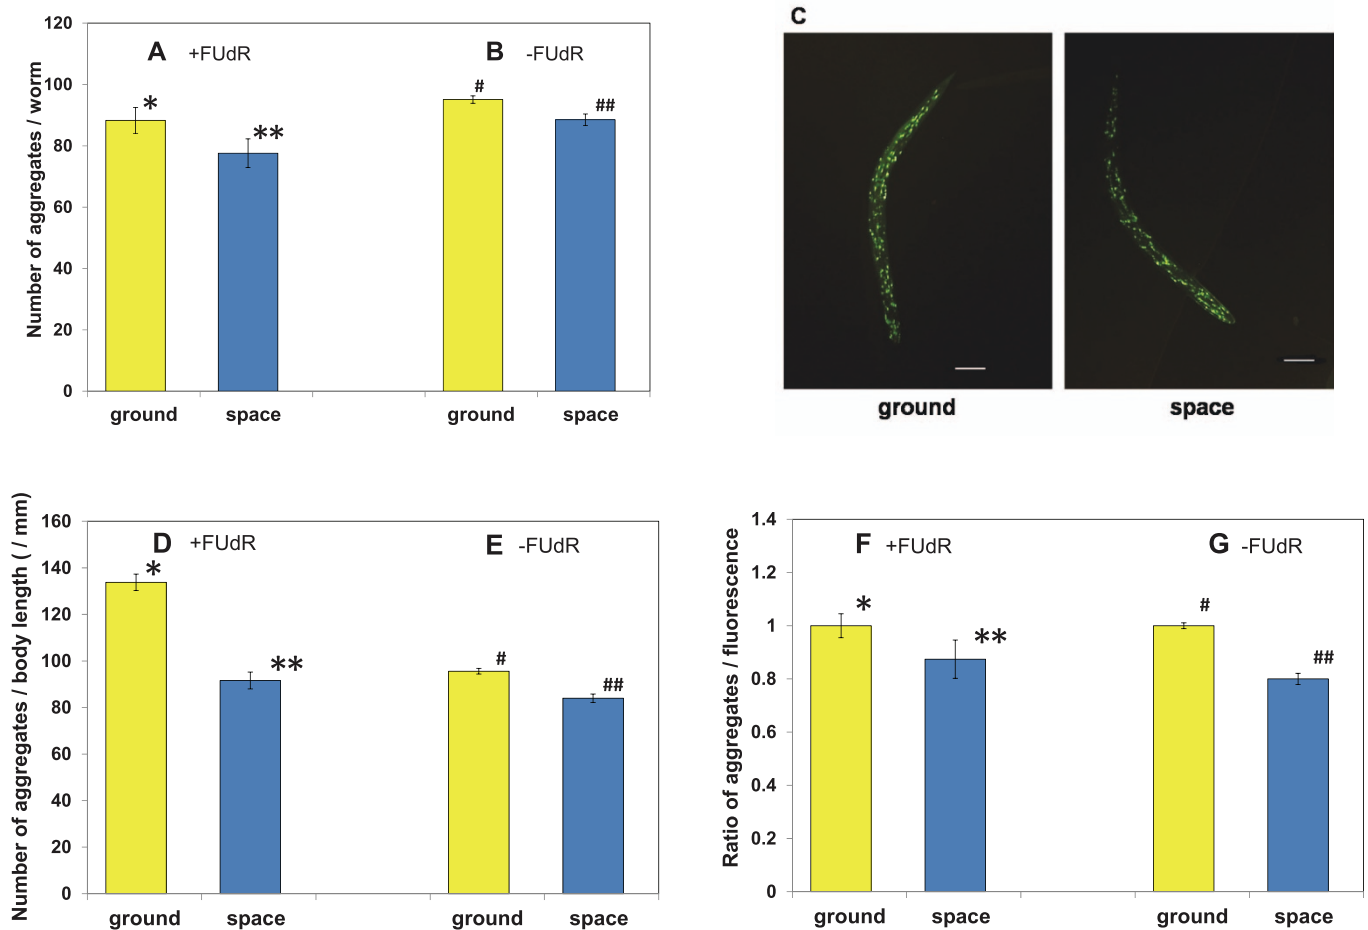 Number of aggregates / worm
120
100
80
60
40
20
0
A +FUdR
B -FUdR
*
**
#
##
ground space ground space
C
ground space
Number of aggregates / body length ( / mm)
160
140
120
100
80
60
40
20
0
D +FUdR
E -FUdR
*
**
#
##
ground space ground space
Ratio of aggregates / fluorescence
1.4
1.2
1
0.8
0.6
0.4
0.2
0
F +FUdR
G -FUdR
*
**
#
##
ground space ground space